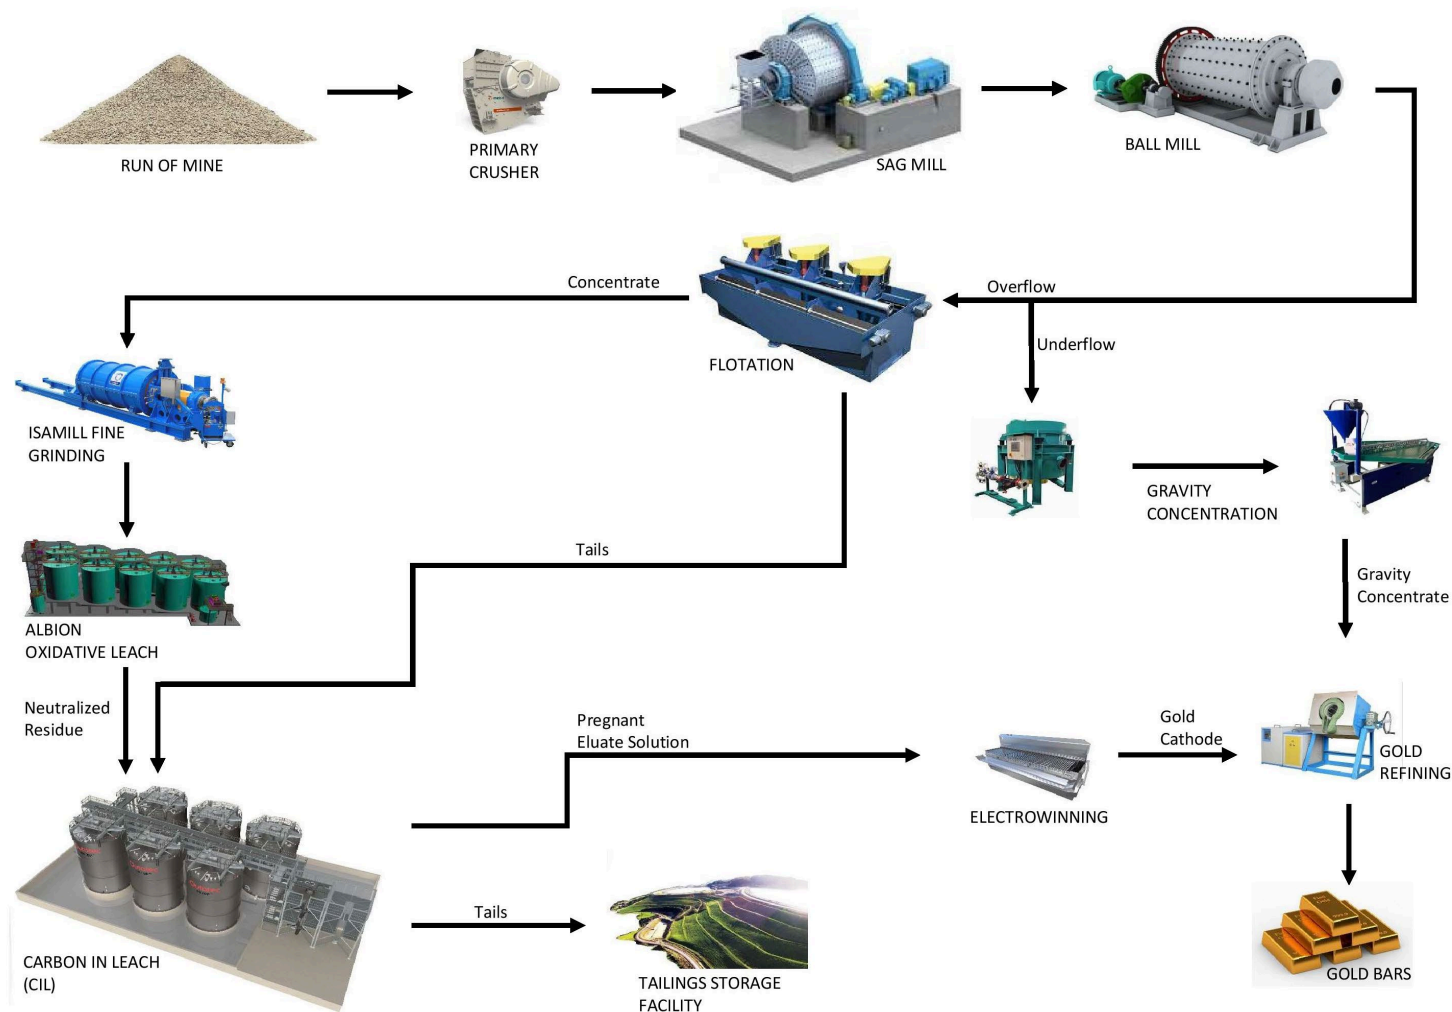 RUN OF MINE
PRIMARY
CRUSHER
SAG MILL
BALL MILL
Concentrate
Overflow
Underflow
FLOTATION
ISAMILL FINE
GRINDING
GRAVITY
CONCENTRATION
Tails
Gravity
Concentrate
ALBION
OXIDATIVE LEACH
Neutralized
Residue
Pregnant
Eluate Solution
Gold
Cathode
GOLD
REFINING
ELECTROWINNING
Tails
CARBON IN LEACH
(CIL)
TAILINGS STORAGE
FACILITY
GOLD BARS